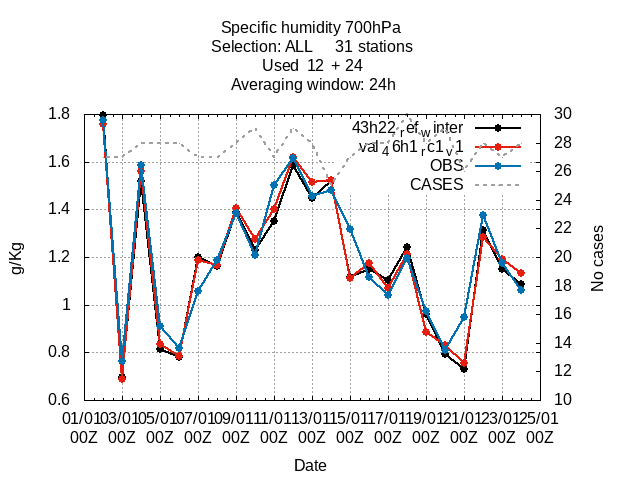 Specific humidity 700hPa
Selection: ALL 31 stations
Used 12 + 24
Averaging window: 24h
43h22_ref_winter
val_46h1_rc1_v1
OBS
CASES
g/Kg
No cases
1.8
1.6
1.4
1.2
1
0.8
0.6
30
28
26
24
22
20
18
16
14
12
10
01/01 03/01 05/01 07/01 09/01 11/01 13/01 15/01 17/01 19/01 21/01 23/01 25/01
00Z 00Z 00Z 00Z 00Z 00Z 00Z 00Z 00Z 00Z 00Z 00Z 00Z
Date